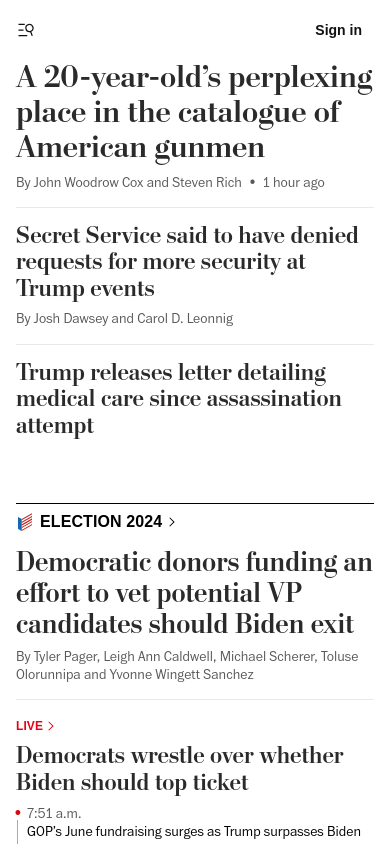 Sign in
A 20-year-old’s perplexing
place in the catalogue of
American gunmen
By John Woodrow Cox and Steven Rich • 1 hour ago
Secret Service said to have denied
requests for more security at
Trump events
By Josh Dawsey and Carol D. Leonnig
Trump releases letter detailing
medical care since assassination
attempt
ELECTION 2024
Democratic donors funding an
effort to vet potential VP
candidates should Biden exit
By Tyler Pager, Leigh Ann Caldwell, Michael Scherer, Toluse
Olorunnipa and Yvonne Wingett Sanchez
LIVE
Democrats wrestle over whether
Biden should top ticket
7:51 a.m.
GOP’s June fundraising surges as Trump surpasses Biden